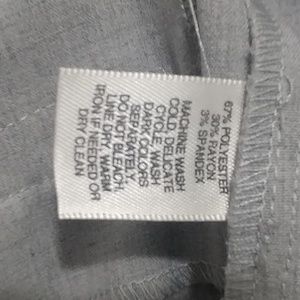 67% POLYESTER
30% RAYON
3% SPANDEX
MACHINE WASH
COLD, DELICATE
CYCLE, WASH
DARK COLORS
SEPARATELY.
DO NOT BLEACH.
LINE DRY, WARM
IRON IF NEEDED OR
DRY CLEAN